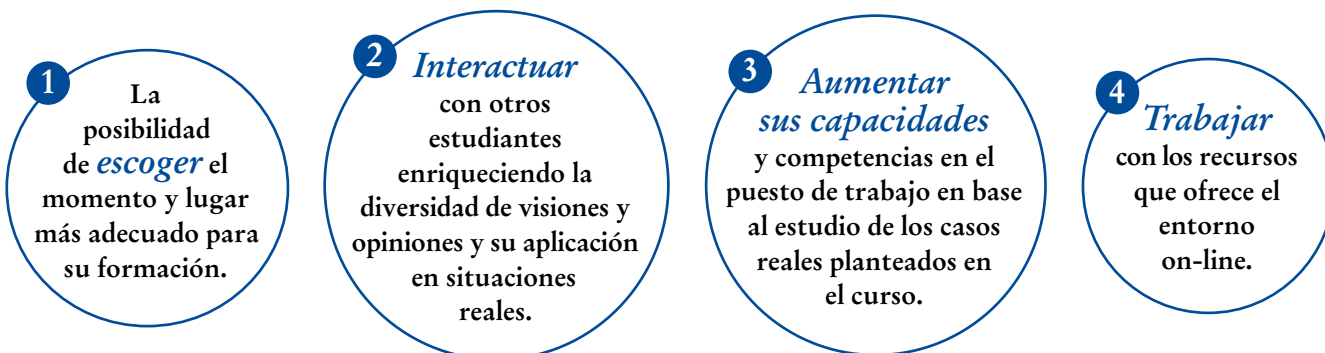 1
La
posibilidad
de escoger el
momento y lugar
más adecuado para
su formación.
2
Interactuar
con otros
estudiantes
enriqueciendo la
diversidad de visiones y
opiniones y su aplicación
en situaciones
reales.
3
Aumentar
sus capacidades
y competencias en el
puesto de trabajo en base
al estudio de los casos
reales planteados en
el curso.
4
Trabajar
con los recursos
que ofrece el
entorno
on-line.